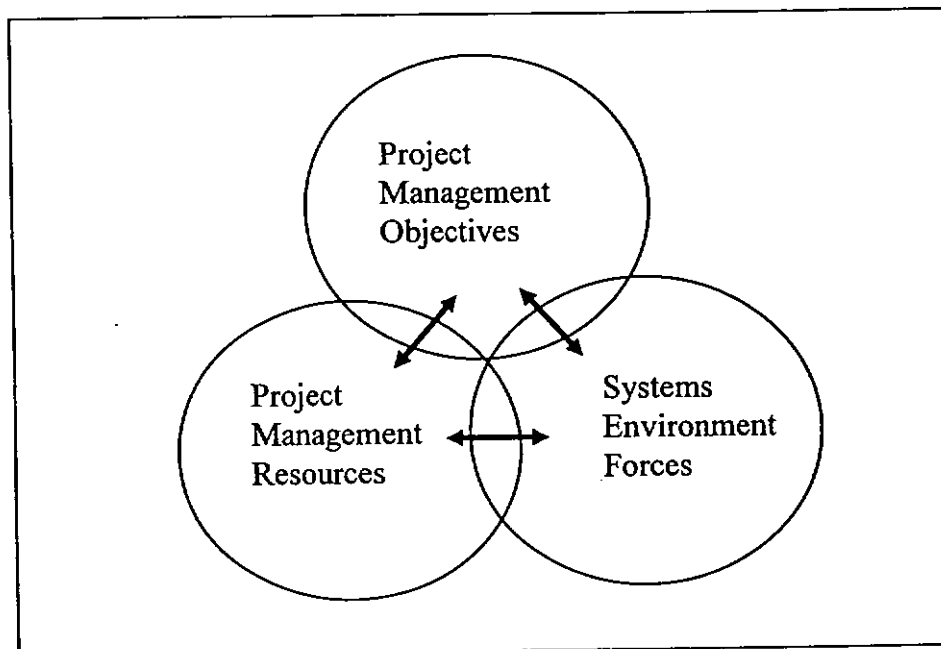 Project
Management
Objectives
Project
Management
Resources
Systems
Environment
Forces